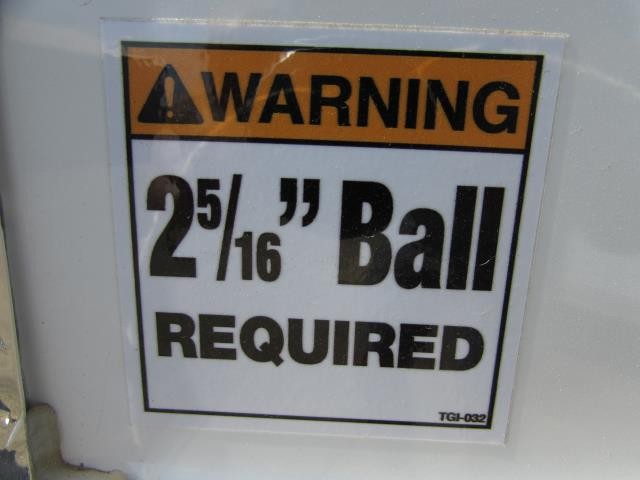 WARNING
2 5/16" Ball
REQUIRED
TGI-032